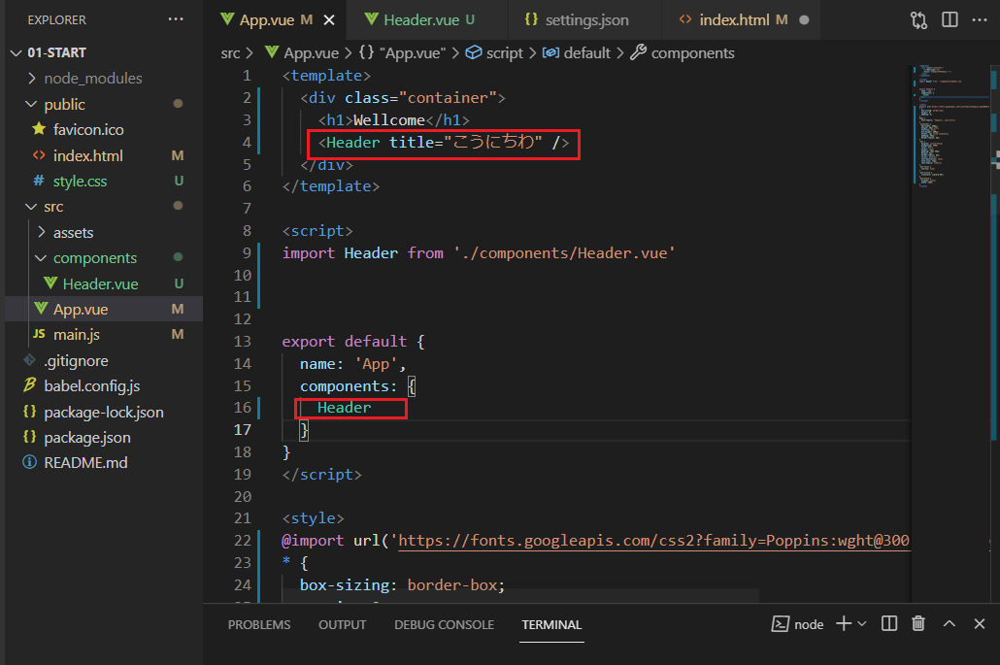 EXPLORER
···
01-START
node_modules
public
favicon.ico
index.html M
style.css U
src
assets
components
Header.vue U
App.vue M
JS main.js M
.gitignore
babel.config.js
package-lock.json
package.json
README.md
App.vue M
Header.vue U
settings.json
index.html M
src > App.vue > {} "App.vue" > script > default > components
1 <template>
2 <div class="container">
3 <h1>Wellcome</h1>
4 <Header title="こうにちわ" />
5 </div>
6 </template>
7
8 <script>
9 import Header from './components/Header.vue'
10
11
12
13 export default {
14 name: 'App',
15 components: {
16 Header
17 }
18 }
19 </script>
20
21 <style>
22 @import url('https://fonts.googleapis.com/css2?family=Poppins:wght@300
23 * {
24 box-sizing: border-box;
PROBLEMS
OUTPUT
DEBUG CONSOLE
TERMINAL
node